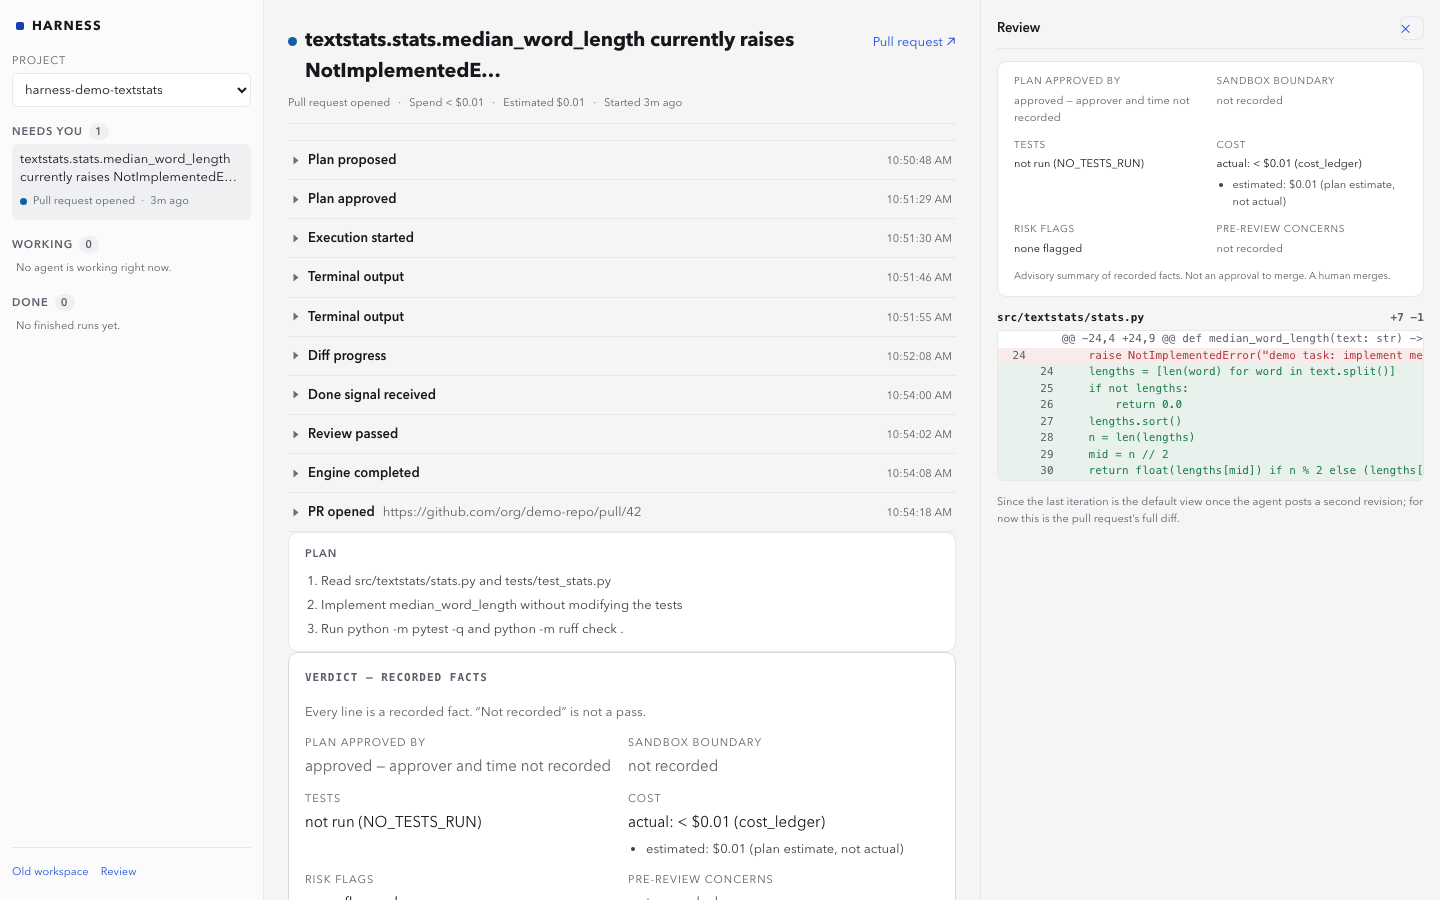 HARNESS
PROJECT
harness-demo-textstats
NEEDS YOU 1
textstats.stats.median_word_length
currently raises NotImplementedE...
Pull request opened · 3m ago
WORKING 0
No agent is working right now.
DONE 0
No finished runs yet.
Old workspace Review
textstats.stats.median_word_length currently raises
NotImplementedE...
Pull request ↗
Pull request opened · Spend < $0.01 · Estimated $0.01 · Started 3m ago
Plan proposed 10:50:48 AM
Plan approved 10:51:29 AM
Execution started 10:51:30 AM
Terminal output 10:51:46 AM
Terminal output 10:51:55 AM
Diff progress 10:52:08 AM
Done signal received 10:54:00 AM
Review passed 10:54:02 AM
Engine completed 10:54:08 AM
PR opened https://github.com/org/demo-repo/pull/42 10:54:18 AM
PLAN
1. Read src/textstats/stats.py and tests/test_stats.py
2. Implement median_word_length without modifying the tests
3. Run python -m pytest -q and python -m ruff check .
VERDICT — RECORDED FACTS
Every line is a recorded fact. “Not recorded” is not a pass.
PLAN APPROVED BY
approved — approver and time not recorded
SANDBOX BOUNDARY
not recorded
TESTS
not run (NO_TESTS_RUN)
COST
actual: < $0.01 (cost_ledger)
• estimated: $0.01 (plan estimate, not actual)
RISK FLAGS
PRE-REVIEW CONCERNS
Review
PLAN APPROVED BY
approved — approver and time not
recorded
SANDBOX BOUNDARY
not recorded
TESTS
not run (NO_TESTS_RUN)
COST
actual: < $0.01 (cost_ledger)
• estimated: $0.01 (plan estimate,
not actual)
RISK FLAGS
none flagged
PRE-REVIEW CONCERNS
not recorded
Advisory summary of recorded facts. Not an approval to merge. A human merges.
src/textstats/stats.py +7 −1
@@ −24,4 +24,9 @@ def median_word_length(text: str) −>
24 raise NotImplementedError("demo task: implement me
24 lengths = [len(word) for word in text.split()]
25 if not lengths:
26 return 0.0
27 lengths.sort()
28 n = len(lengths)
29 mid = n // 2
30 return float(lengths[mid]) if n % 2 else (lengths[
Since the last iteration is the default view once the agent posts a second revision; for
now this is the pull request’s full diff.